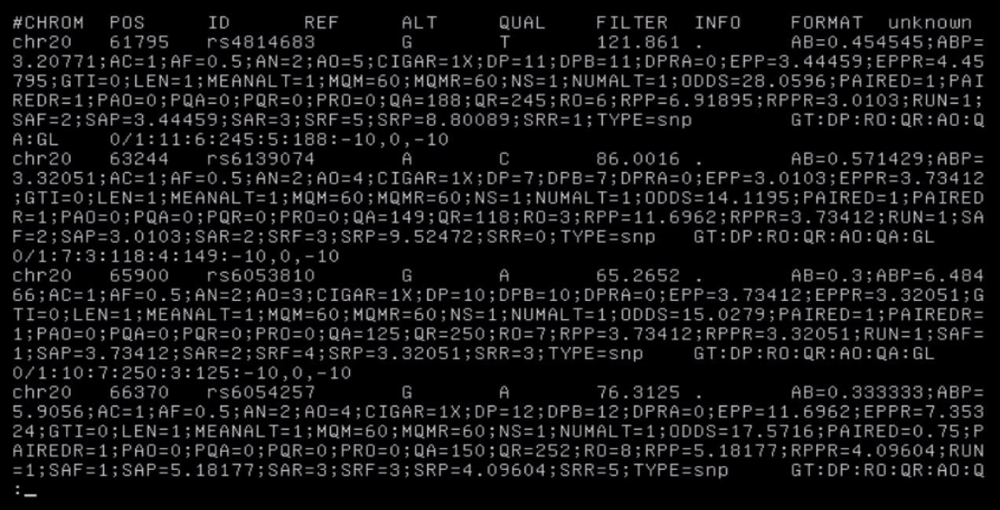 #CHROM POS ID REF ALT QUAL FILTER INFO FORMAT unknown
chr20 61795 rs4814683 G T 121.861 . AB=0.454545;ABP=
3.20771;AC=1;AF=0.5;AN=2;AO=5;CIGAR=1X;DP=11;DPB=11;DPRA=0;EPP=3.44459;EPPR=4.45
795;GTI=0;LEN=1;MEANALT=1;MQM=60;MQMR=60;NS=1;NUMALT=1;ODDS=28.0596;PAIRED=1;PAI
REDR=1;PAO=0;PQA=0;PQR=0;PRO=0;QA=188;QR=245;RO=6;RPP=6.91895;RPPR=3.0103;RUN=1;
SAF=2;SAP=3.44459;SAR=3;SRF=5;SRP=8.80089;SRR=1;TYPE=snp GT:DP:RO:QR:AO:Q
A:GL 0/1:11:6:245:5:188:-10,0,-10
chr20 63244 rs6139074 A C 86.0016 . AB=0.571429;ABP=
3.32051;AC=1;AF=0.5;AN=2;AO=4;CIGAR=1X;DP=7;DPB=7;DPRA=0;EPP=3.0103;EPPR=3.73412
;GTI=0;LEN=1;MEANALT=1;MQM=60;MQMR=60;NS=1;NUMALT=1;ODDS=14.1195;PAIRED=1;PAIRED
R=1;PAO=0;PQA=0;PQR=0;PRO=0;QA=149;QR=118;RO=3;RPP=11.6962;RPPR=3.73412;RUN=1;SA
F=2;SAP=3.0103;SAR=2;SRF=3;SRP=9.52472;SRR=0;TYPE=snp GT:DP:RO:QR:AO:QA:GL
0/1:7:3:118:4:149:-10,0,-10
chr20 65900 rs6053810 G A 65.2652 . AB=0.3;ABP=6.484
66;AC=1;AF=0.5;AN=2;AO=3;CIGAR=1X;DP=10;DPB=10;DPRA=0;EPP=3.73412;EPPR=3.32051;G
TI=0;LEN=1;MEANALT=1;MQM=60;MQMR=60;NS=1;NUMALT=1;ODDS=15.0279;PAIRED=1;PAIREDR=
1;PAO=0;PQA=0;PQR=0;PRO=0;QA=125;QR=250;RO=7;RPP=3.73412;RPPR=3.32051;RUN=1;SAF=
1;SAP=3.73412;SAR=2;SRF=4;SRP=3.32051;SRR=3;TYPE=snp GT:DP:RO:QR:AO:QA:GL
0/1:10:7:250:3:125:-10,0,-10
chr20 66370 rs6054257 G A 76.3125 . AB=0.333333;ABP=
5.9056;AC=1;AF=0.5;AN=2;AO=4;CIGAR=1X;DP=12;DPB=12;DPRA=0;EPP=11.6962;EPPR=7.353
24;GTI=0;LEN=1;MEANALT=1;MQM=60;MQMR=60;NS=1;NUMALT=1;ODDS=17.5716;PAIRED=0.75;P
AIREDR=1;PAO=0;PQA=0;PQR=0;PRO=0;QA=150;QR=252;RO=8;RPP=5.18177;RPPR=4.09604;RUN
=1;SAF=1;SAP=5.18177;SAR=3;SRF=3;SRP=4.09604;SRR=5;TYPE=snp GT:DP:RO:QR:AO:Q
:_